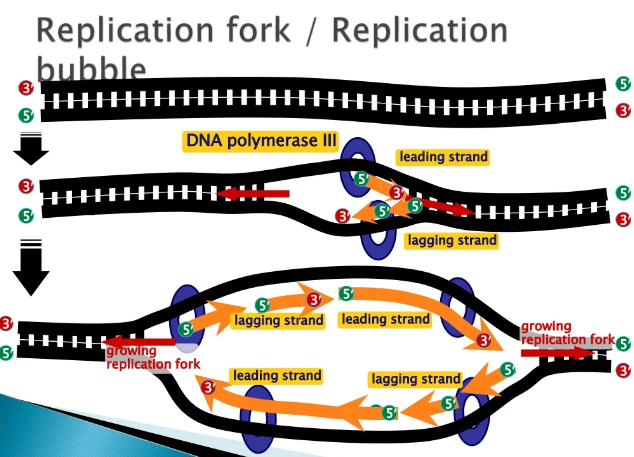 Replication fork / Replication
bubble
3'
5'
5'
3'
DNA polymerase III
leading strand
5'
3'
3'
5'
5'
5'
3'
5'
3'
lagging strand
3'
5'
5'
5'
3'
5'
lagging strand
leading strand
3'
growing
replication fork
growing
replication fork
5'
3'
leading strand
lagging strand
3'
5'
5'
5'